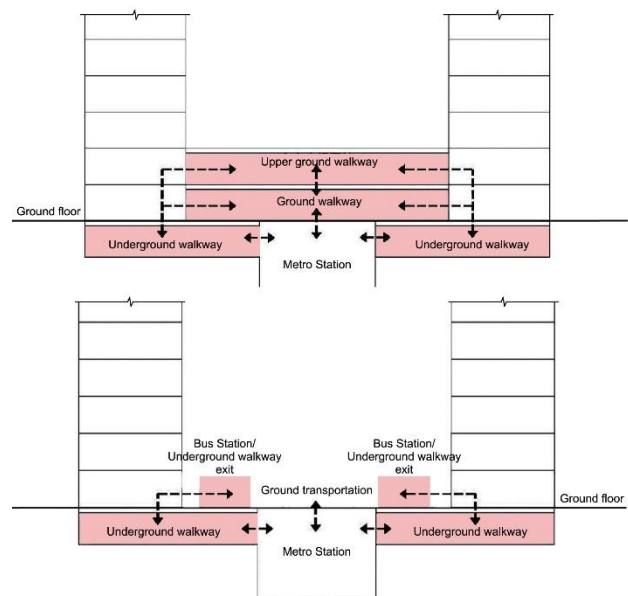 Upper ground walkway
Ground walkway
Ground floor
Underground walkway
Underground walkway
Metro Station
Bus Station/
Underground walkway
exit
Bus Station/
Underground walkway
exit
Ground transportation
Ground floor
Underground walkway
Underground walkway
Metro Station